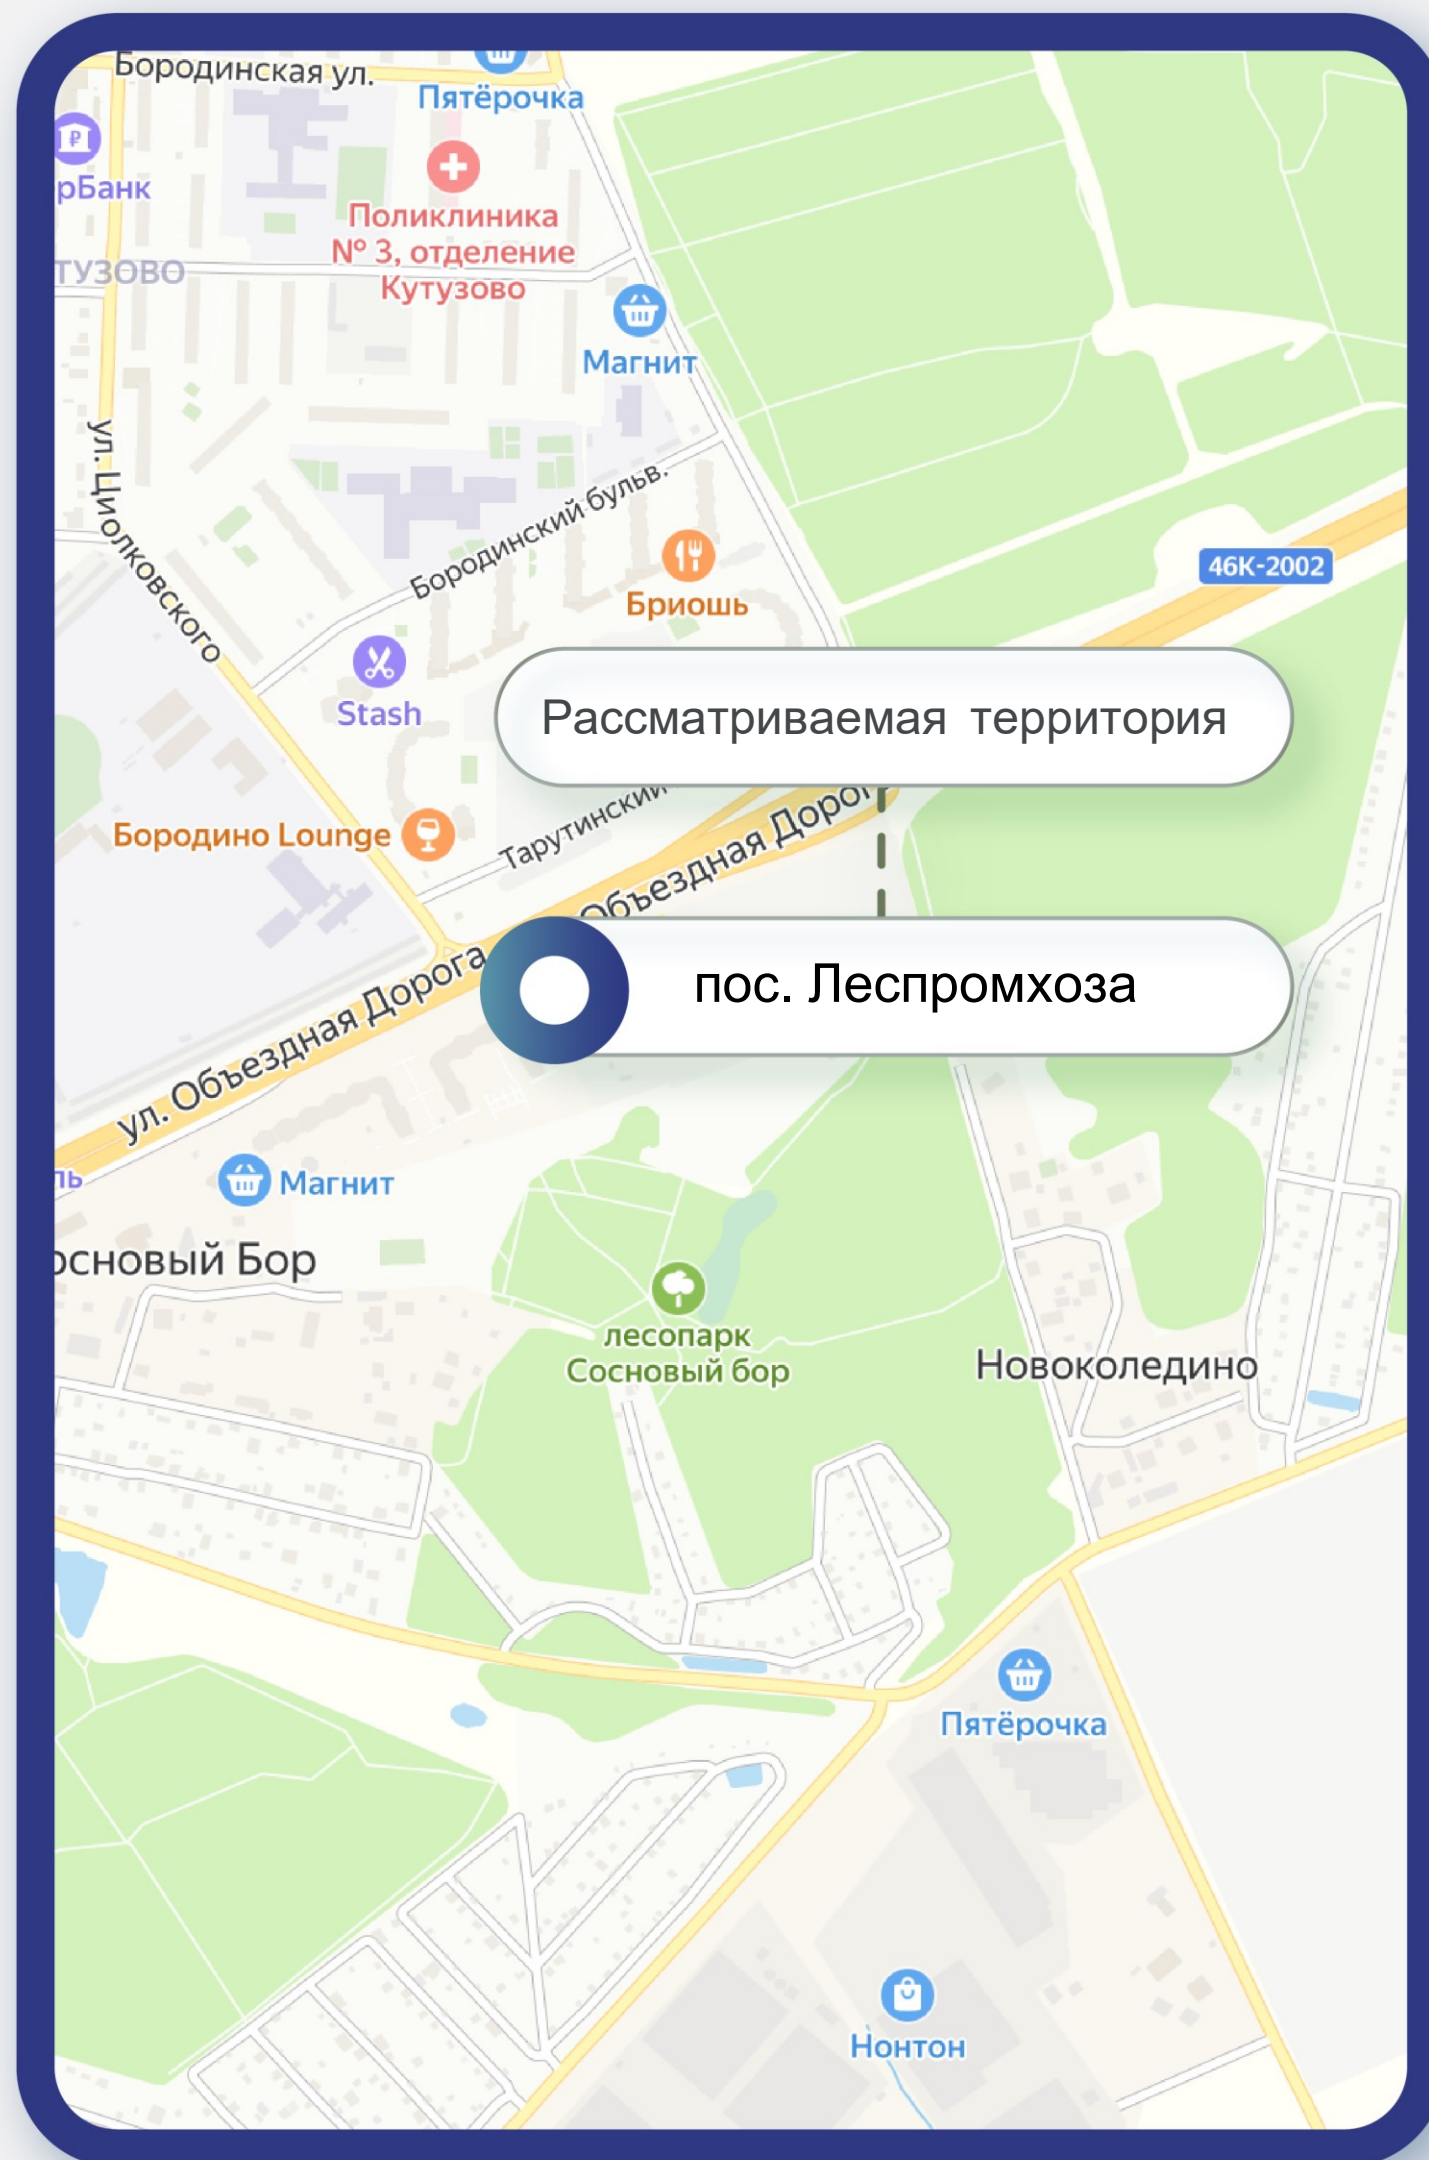 Бородинская ул.
Пятёрочка
рБанк
Поликлиника
№ 3, отделение
Кутузово
ТУЗОВО
Магнит
ул. Циолковского
Бородинский бульв.
46К-2002
Бриошь
Stash
Рассматриваемая территория
Тарутинский
Объездная Дорог
Бородино Lounge
ул. Объездная Дорога
пос. Леспромхоза
ль
Магнит
основый Бор
лесопарк
Сосновый бор
Новоколедино
Пятёрочка
Нонтон